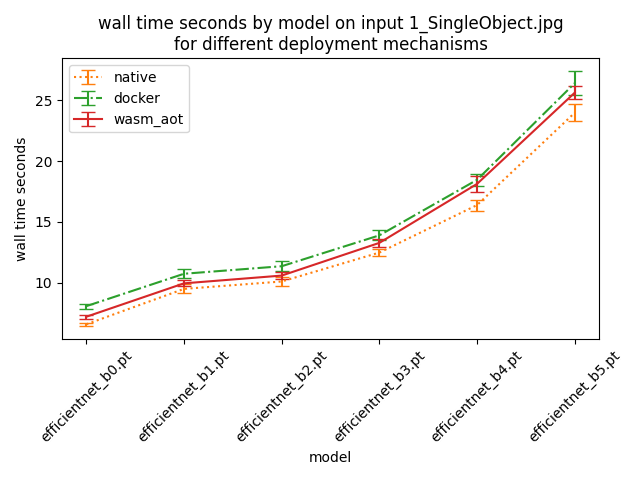 wall time seconds by model on input 1_SingleObject.jpg
for different deployment mechanisms
native
docker
wasm_aot
wall time seconds
25
20
15
10
efficientnet_b0.pt
efficientnet_b1.pt
efficientnet_b2.pt
efficientnet_b3.pt
efficientnet_b4.pt
efficientnet_b5.pt
model